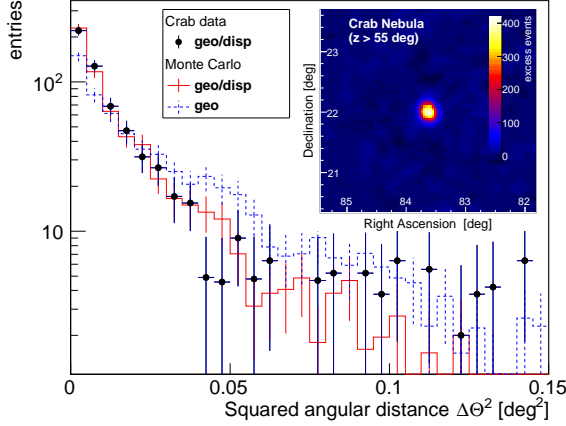 entries
10²
10
0
0.05
0.1
0.15
Squared angular distance ΔΘ² [deg²]
Crab data
geo/disp
Monte Carlo
geo/disp
geo
Crab Nebula
(z > 55 deg)
Declination [deg]
23
22
21
85
84
83
82
Right Ascension [deg]
400
300
200
100
0
excess events